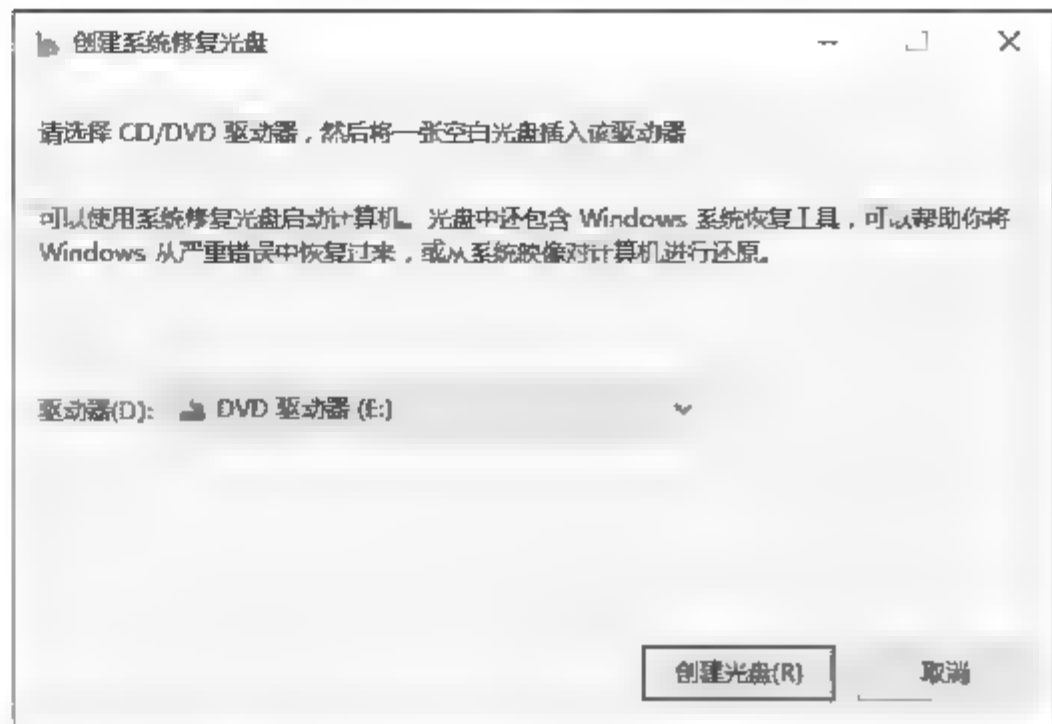 创建系统修复光盘
请选择 CD/DVD 驱动器，然后将一张空白光盘插入该驱动器
可以使用系统修复光盘启动计算机。光盘中还包含 Windows 系统恢复工具，可以帮助你将
Windows 从严重错误中恢复过来，或从系统映像对计算机进行还原。
驱动器(D): DVD 驱动器 (E:)
创建光盘(R) 取消